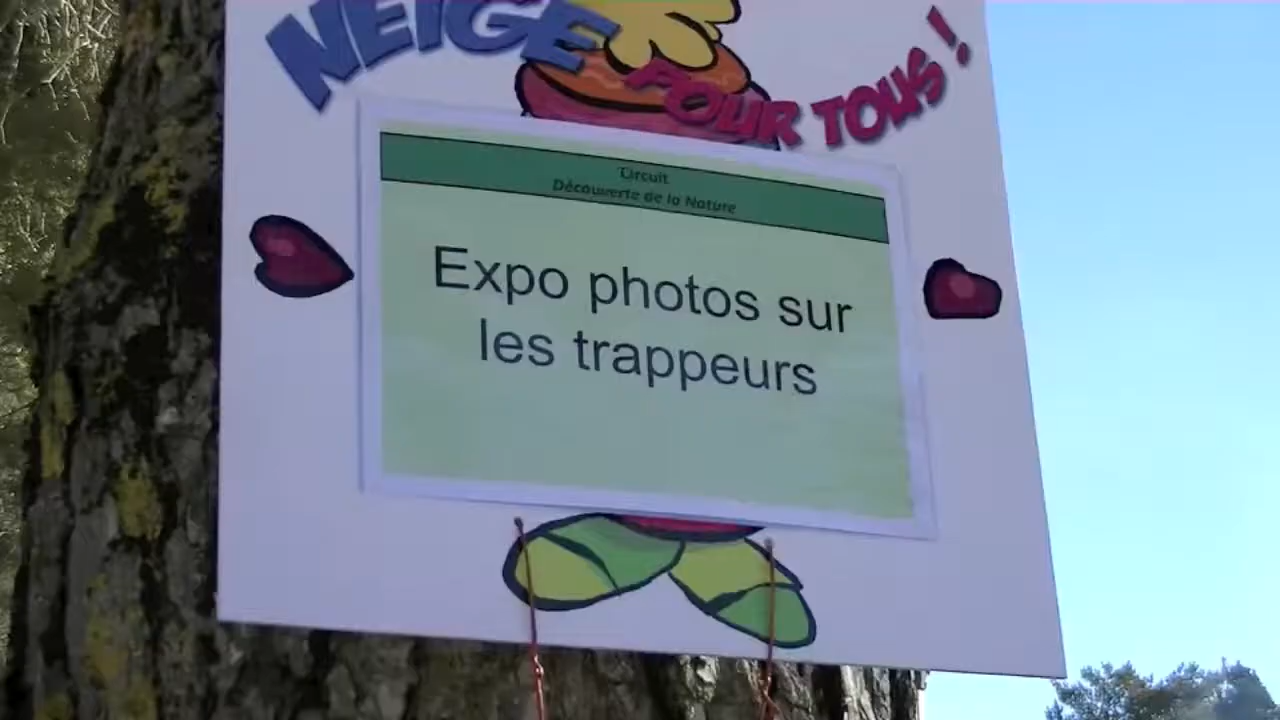 NEIGE
POUR TOUS !
Circuit
Découverte de la Nature
Expo photos sur
les trappeurs